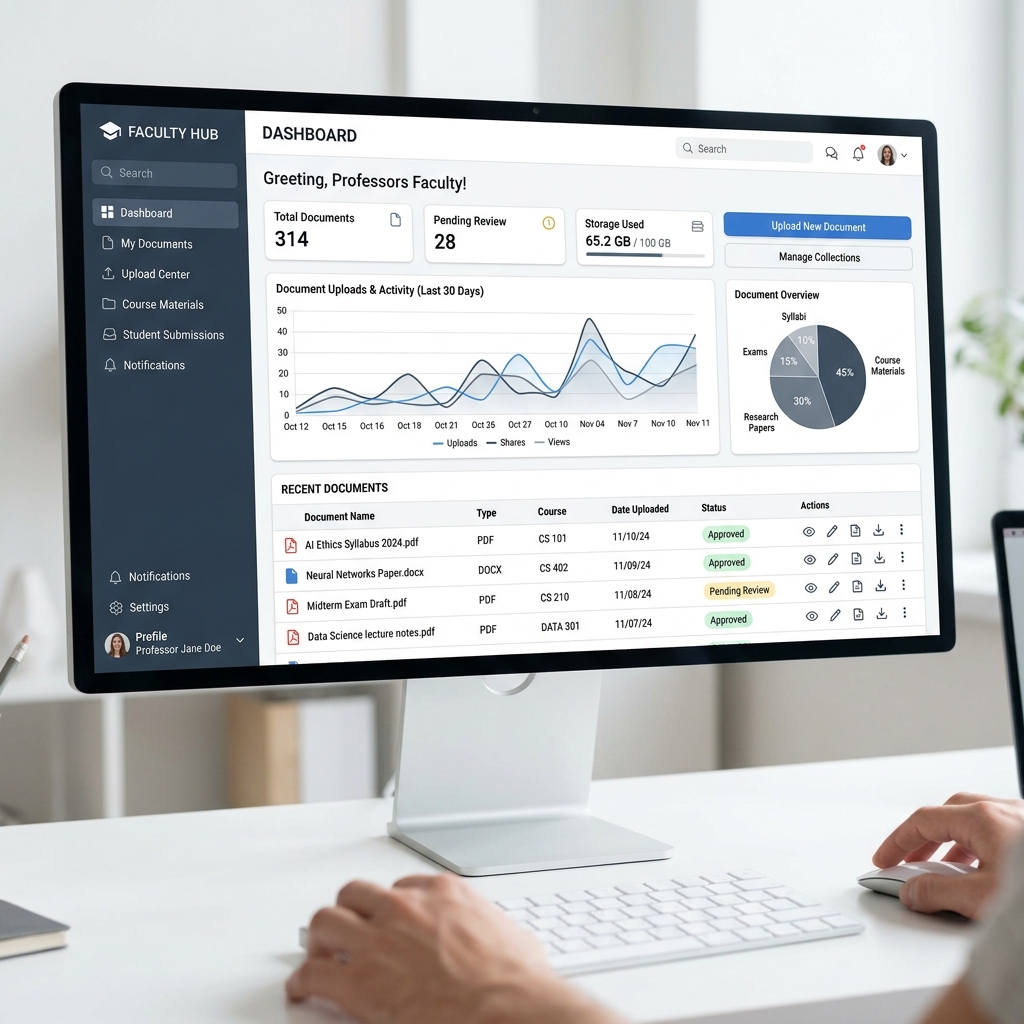 FACULTY HUB
Search
Dashboard
My Documents
Upload Center
Course Materials
Student Submissions
Notifications
Notifications
Settings
Prefile
Professor Jane Doe
DASHBOARD
Search
Greeting, Professors Faculty!
Total Documents
314
Pending Review
28
Storage Used
65.2 GB / 100 GB
Upload New Document
Manage Collections
Document Uploads & Activity (Last 30 Days)
50
40
30
20
10
0
Oct 12 Oct 15 Oct 16 Oct 18 Oct 21 Oct 35 Oct 27 Oct 10 Nov 04 Nov 7 Nov 10 Nov 11
Uploads Shares Views
Document Overview
Syllabi
10%
Exams
15%
45%
Course
Materials
30%
Research
Papers
RECENT DOCUMENTS
Document Name Type Course Date Uploaded Status Actions
AI Ethics Syllabus 2024.pdf PDF CS 101 11/10/24 Approved
Neural Networks Paper.docx DOCX CS 402 11/09/24 Approved
Midterm Exam Draft.pdf PDF CS 210 11/08/24 Pending Review
Data Science lecture notes.pdf PDF DATA 301 11/07/24 Approved